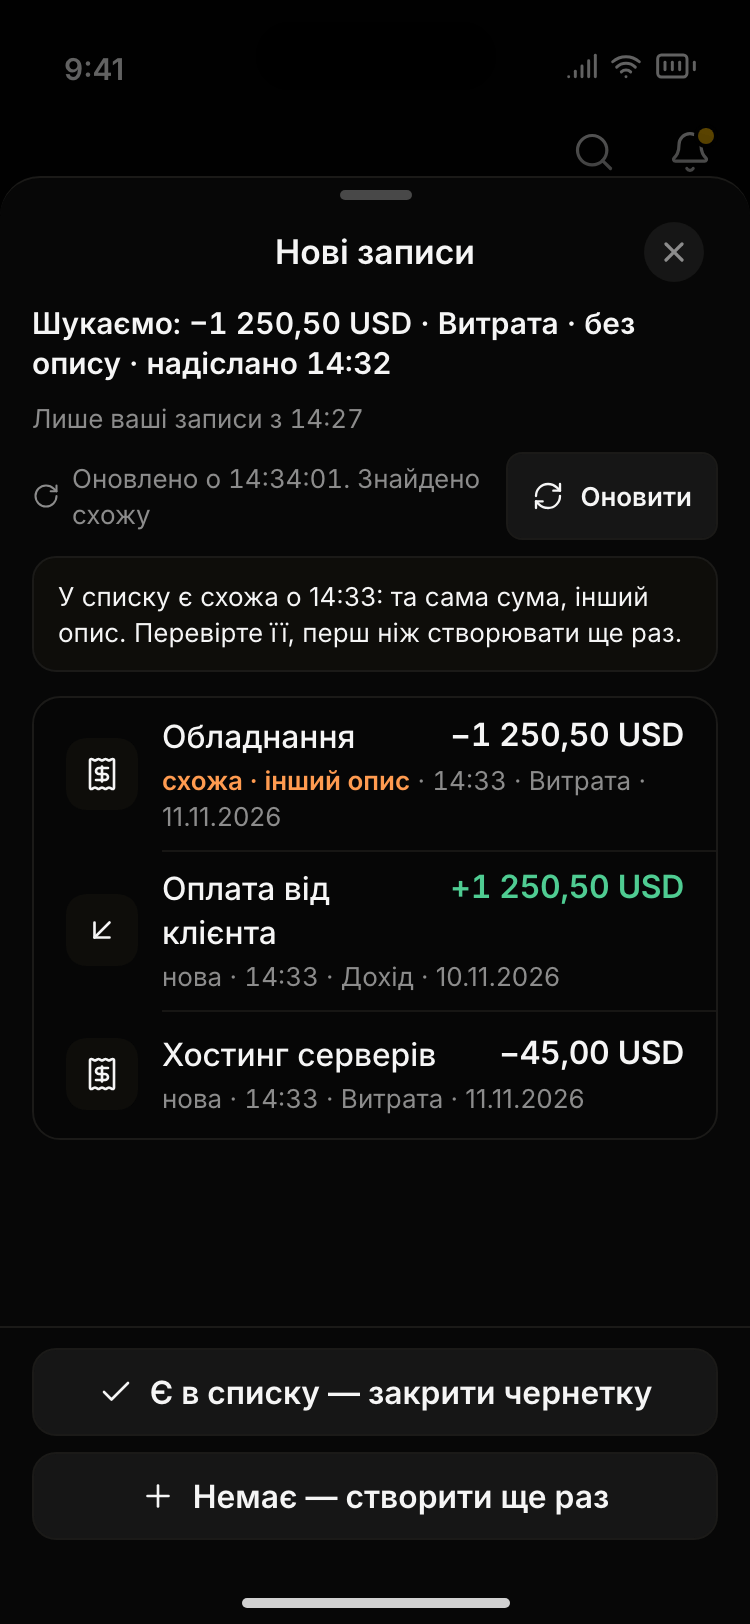 9:41
Нові записи
Шукаємо: −1 250,50 USD · Витрата · без
опису · надіслано 14:32
Лише ваші записи з 14:27
Оновлено о 14:34:01. Знайдено
схожу
Оновити
У списку є схожа о 14:33: та сама сума, інший
опис. Перевірте її, перш ніж створювати ще раз.
Обладнання −1 250,50 USD
схожа · інший опис · 14:33 · Витрата ·
11.11.2026
Оплата від +1 250,50 USD
клієнта
нова · 14:33 · Дохід · 10.11.2026
Хостинг серверів −45,00 USD
нова · 14:33 · Витрата · 11.11.2026
Є в списку — закрити чернетку
Немає — створити ще раз